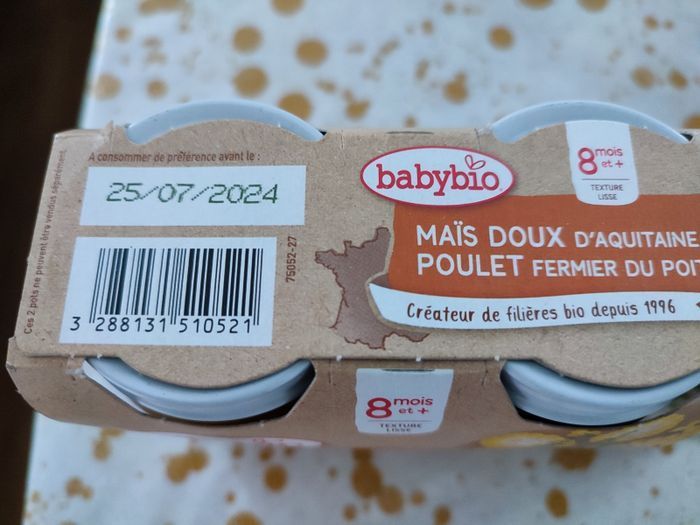 Ces 2 pots ne peuvent être vendus séparément
A consommer de préférence avant le :
25/07/2024
75052-27
3 288131 510521
babybio
8 mois et +
TEXTURE
LISSE
MAÏS DOUX D'AQUITAINE
POULET FERMIER DU POIT
Créateur de filières bio depuis 1996
8 mois et +
TEXTURE
LISSE